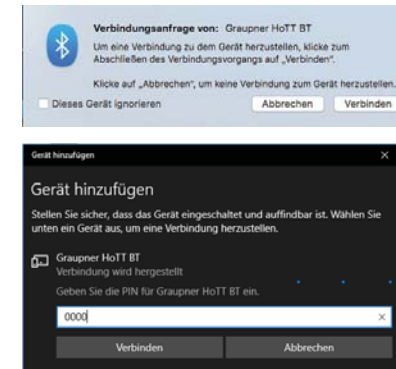 Verbindungsanfrage von: Graupner HoTT BT
Um eine Verbindung zu dem Gerät herzustellen, klicke zum
Abschließen des Verbindungsvorgangs auf „Verbinden“.
Klicke auf „Abbrechen“, um keine Verbindung zum Gerät herzustellen.
Dieses Gerät ignorieren Abbrechen Verbinden
Gerät hinzufügen
Gerät hinzufügen
Stellen Sie sicher, dass das Gerät eingeschaltet und auffindbar ist. Wählen Sie
unten ein Gerät aus, um eine Verbindung herzustellen.
Graupner HoTT BT
Verbindung wird hergestellt
Geben Sie die PIN für Graupner HoTT BT ein.
0000
Verbinden Abbrechen